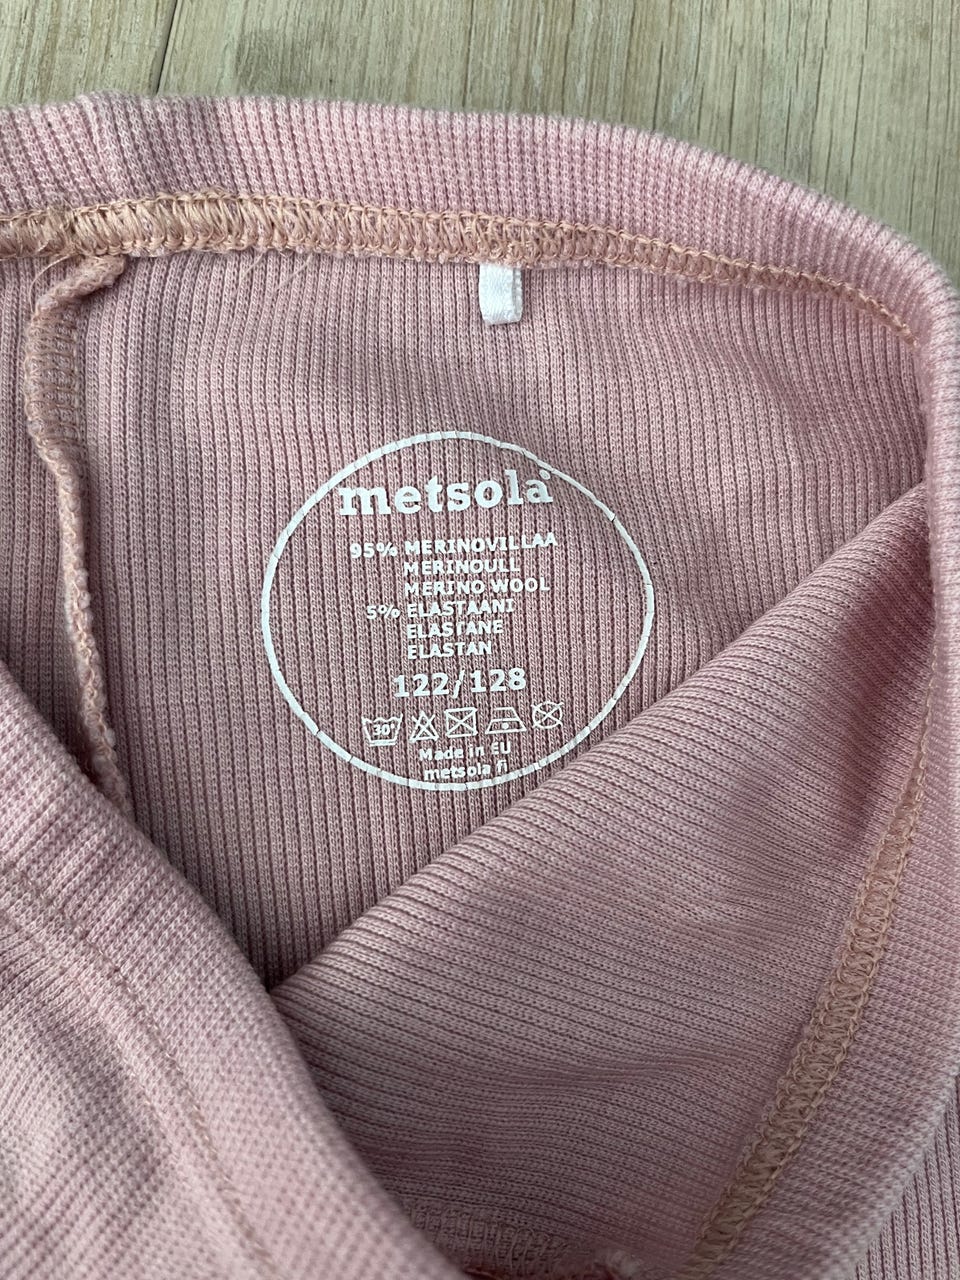 metsola
95% MERINOVILLAA
MERINOULL
MERINO WOOL
5% ELASTAANI
ELASTANE
ELASTAN
122/128
30°
Made in EU
metsola.fi